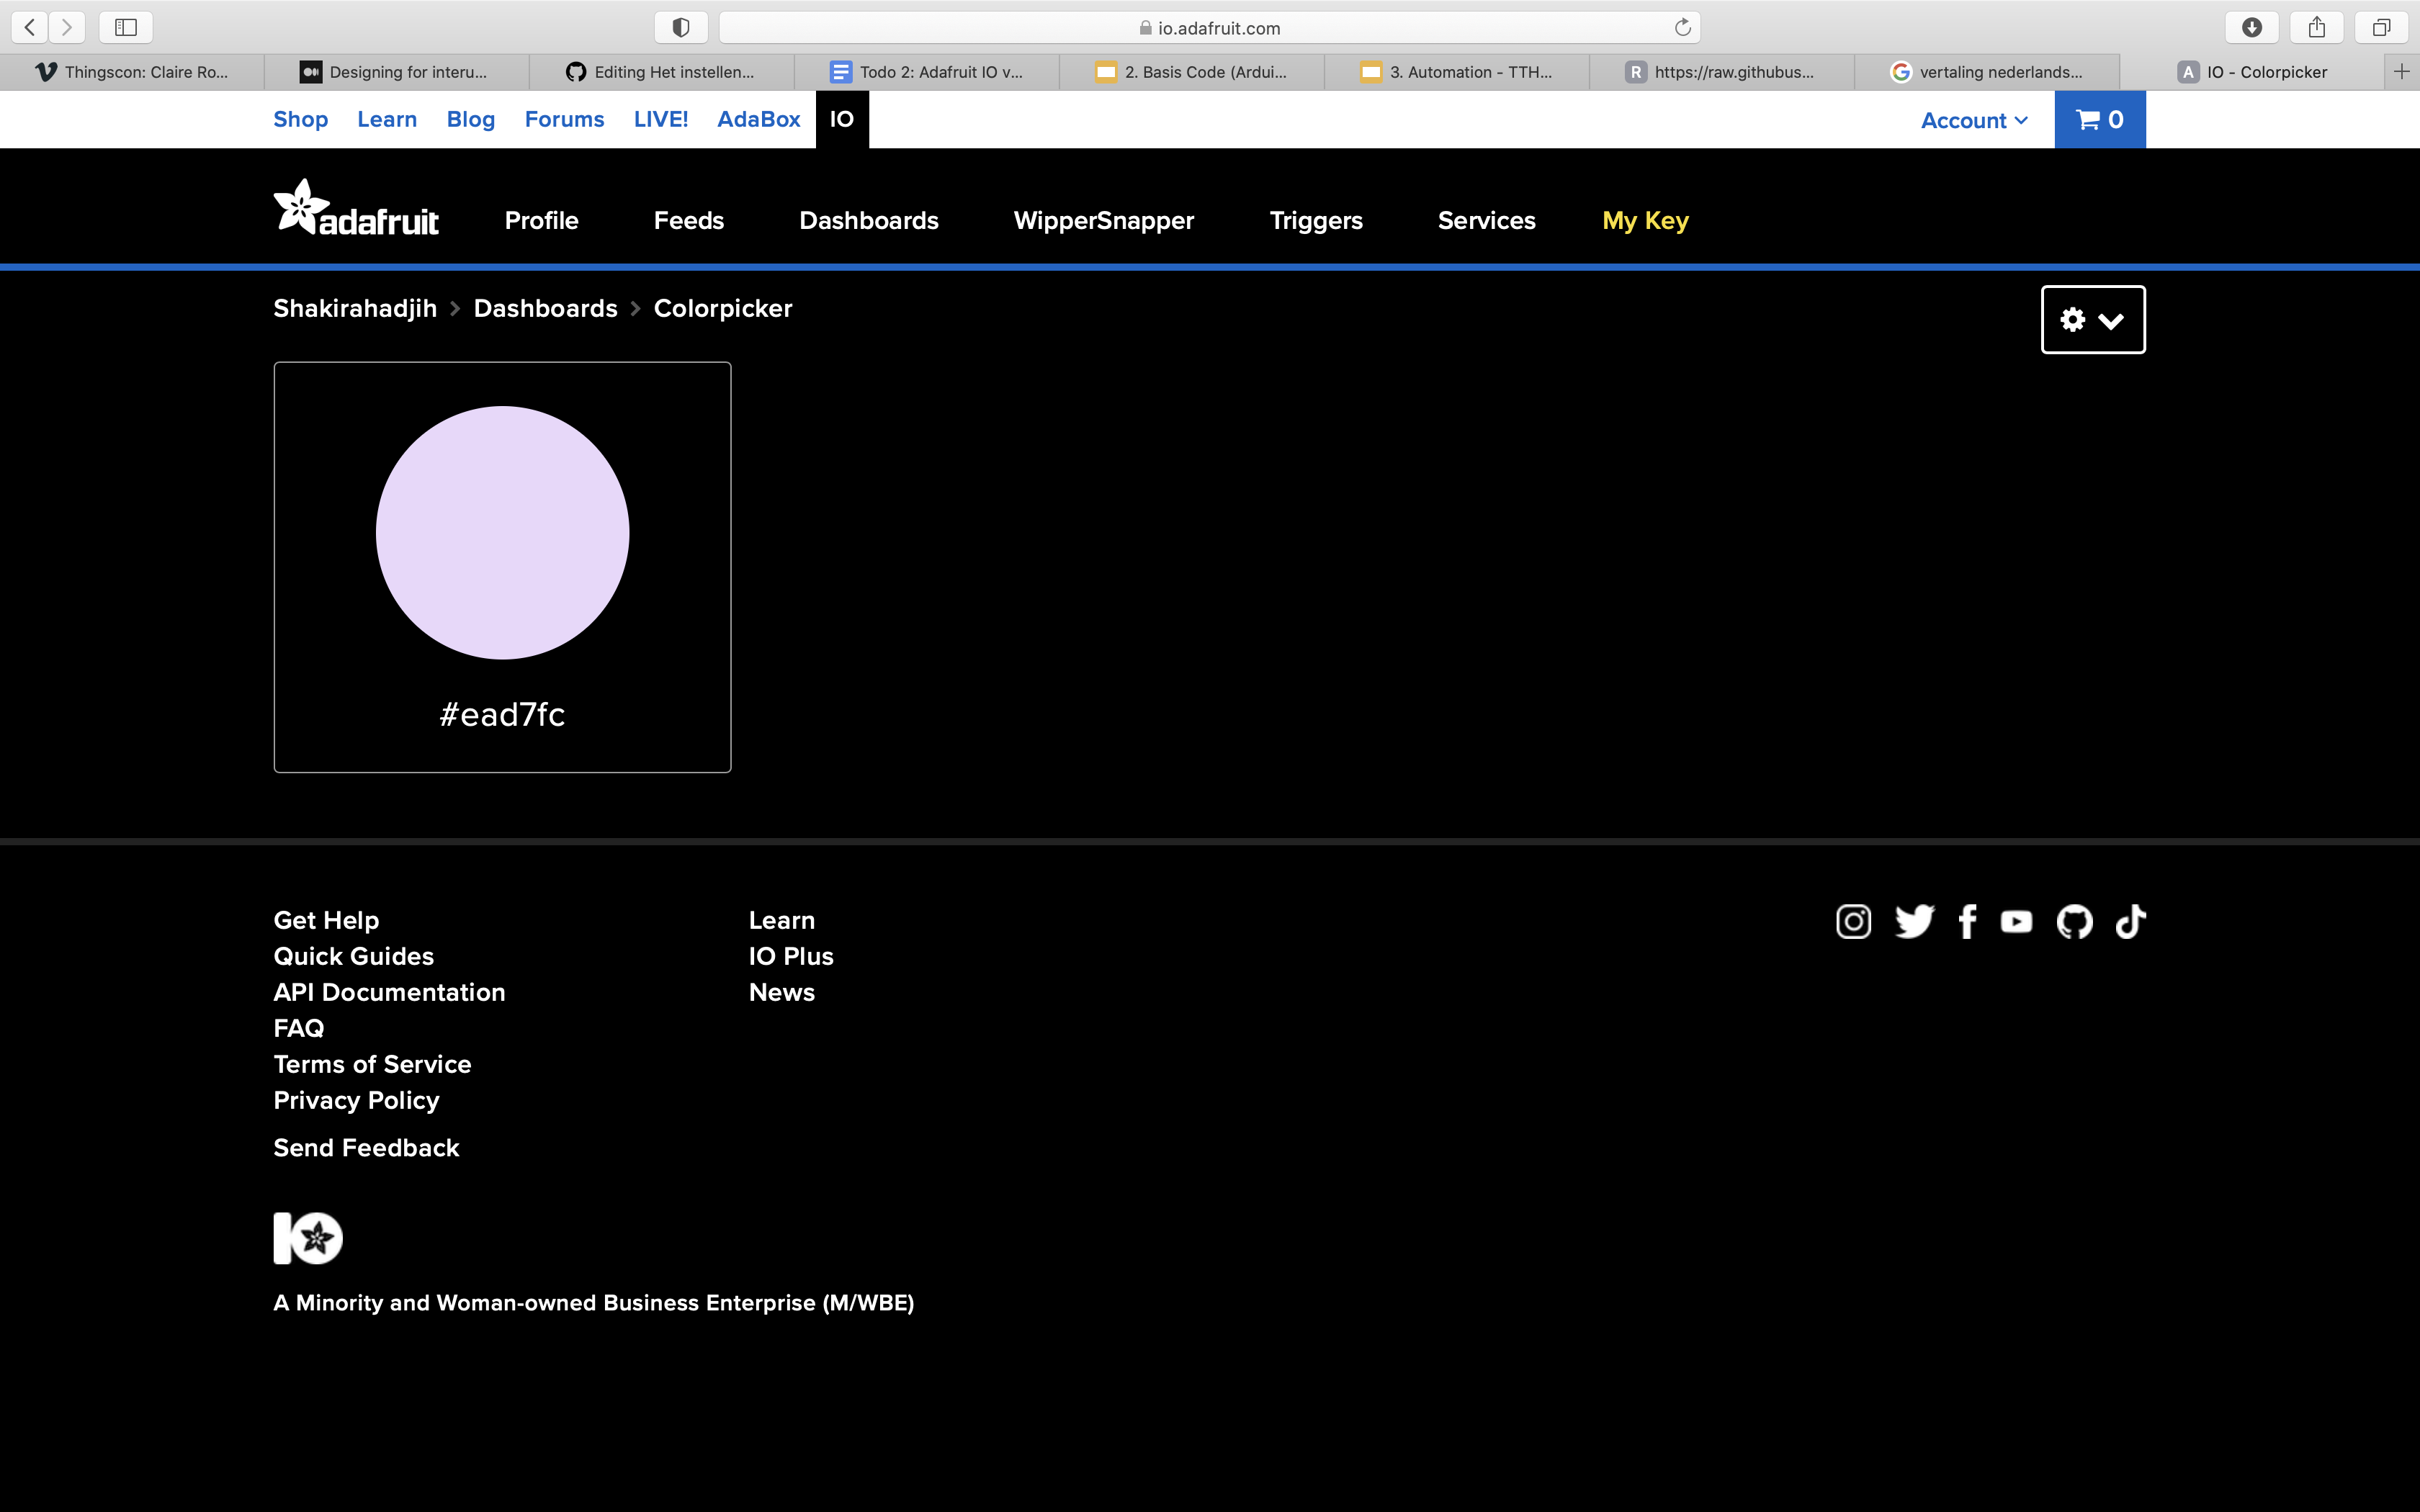 io.adafruit.com
Thingscon: Claire Ro...
Designing for interu...
Editing Het instellen...
Todo 2: Adafruit IO v...
2. Basis Code (Ardui...
3. Automation - TTH...
R https://raw.githubus...
vertaling nederlands...
A IO - Colorpicker
Shop Learn Blog Forums LIVE! AdaBox IO Account 0
adafruit Profile Feeds Dashboards WipperSnapper Triggers Services My Key
Shakirahadjih Dashboards Colorpicker
#ead7fc
Get Help
Quick Guides
API Documentation
FAQ
Terms of Service
Privacy Policy
Send Feedback
Learn
IO Plus
News
A Minority and Woman-owned Business Enterprise (M/WBE)